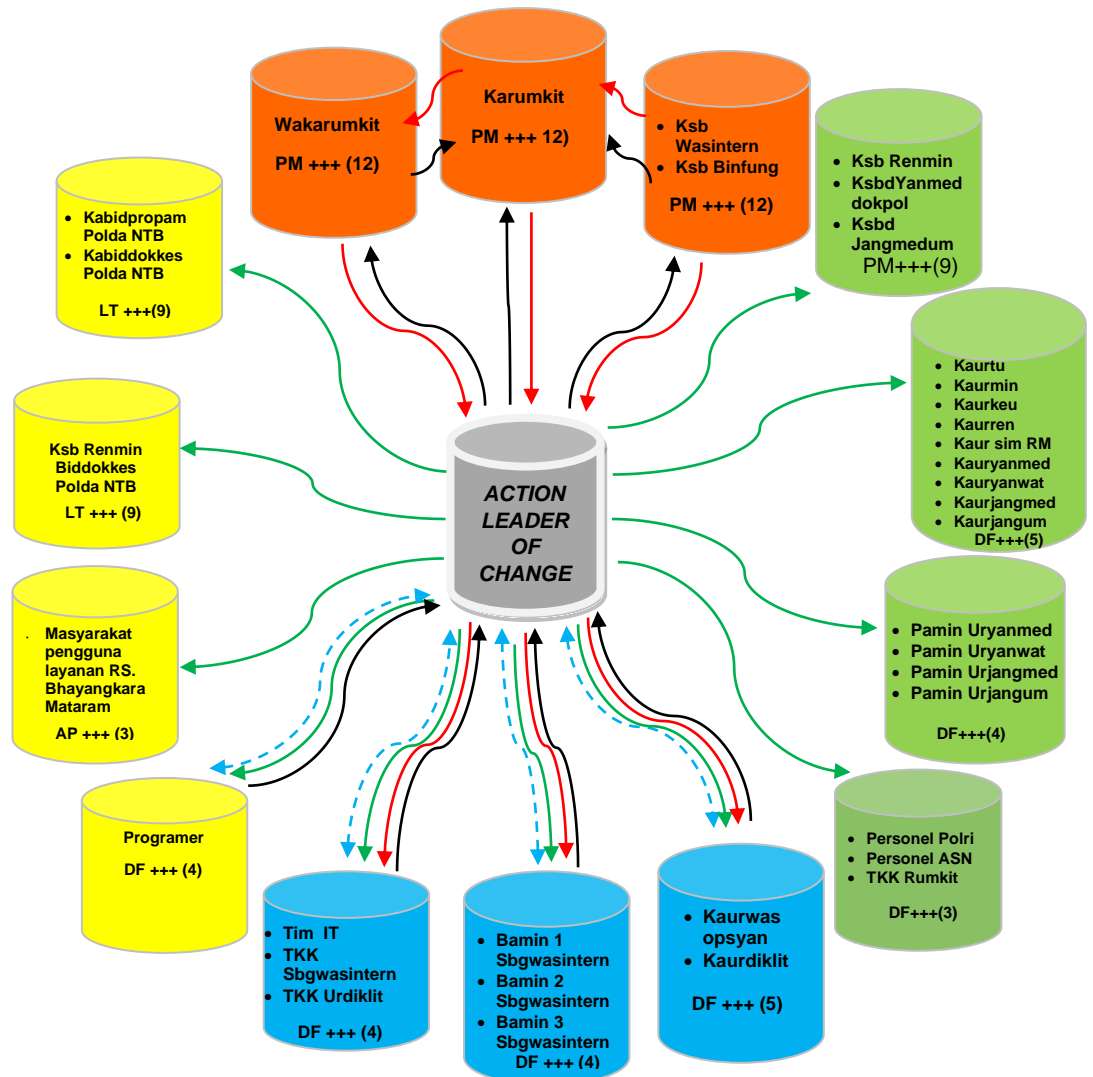 Karumkit
PM +++ 12)
Wakarumkit
PM +++ (12)
• Ksb
Wasintern
• Ksb Binfung
PM +++ (12)
• Ksb Renmin
• KsbdYanmed
dokpol
• Ksbd
Jangmedum
PM+++(9)
• Kabidpropam
Polda NTB
• Kabiddokkes
Polda NTB
LT +++(9)
• Kaurtu
• Kaurmin
• Kaurkeu
• Kaurren
• Kaur sim RM
• Kauryanmed
• Kauryanwat
• Kaurjangmed
• Kaurjangum
DF+++(5)
Ksb Renmin
Biddokkes
Polda NTB
LT +++ (9)
ACTION
LEADER
OF
CHANGE
. Masyarakat
pengguna
layanan RS.
Bhayangkara
Mataram
AP +++ (3)
• Pamin Uryanmed
• Pamin Uryanwat
• Pamin Urjangmed
• Pamin Urjangum
DF+++(4)
Programer
DF +++ (4)
• Personel Polri
• Personel ASN
• TKK Rumkit
DF+++(3)
• Tim IT
• TKK
Sbgwasintern
• TKK Urdiklit
DF +++ (4)
• Bamin 1
Sbgwasintern
• Bamin 2
Sbgwasintern
• Bamin 3
Sbgwasintern
DF +++ (4)
• Kaurwas
opsyan
• Kaurdiklit
DF +++ (5)